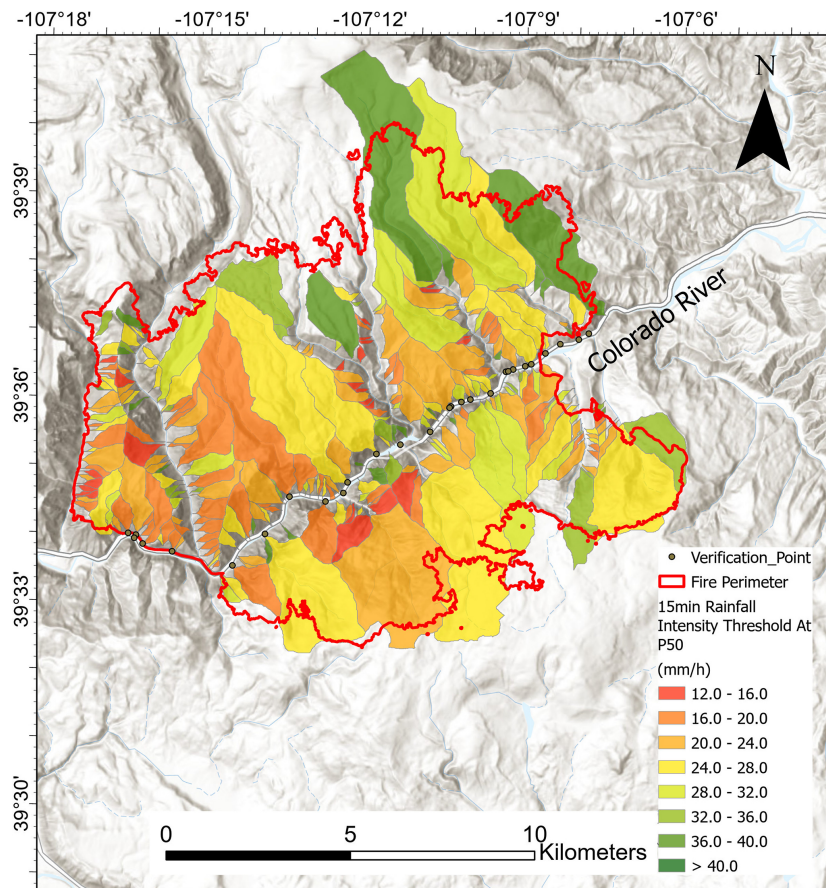 -107°18' -107°15' -107°12' -107°9' -107°6'
N
39°39'
Colorado River
39°36'
39°33'
Verification_Point
Fire Perimeter
15min Rainfall
Intensity Threshold At
P50
(mm/h)
12.0 - 16.0
16.0 - 20.0
20.0 - 24.0
24.0 - 28.0
28.0 - 32.0
32.0 - 36.0
36.0 - 40.0
> 40.0
39°30'
0 5 10
Kilometers